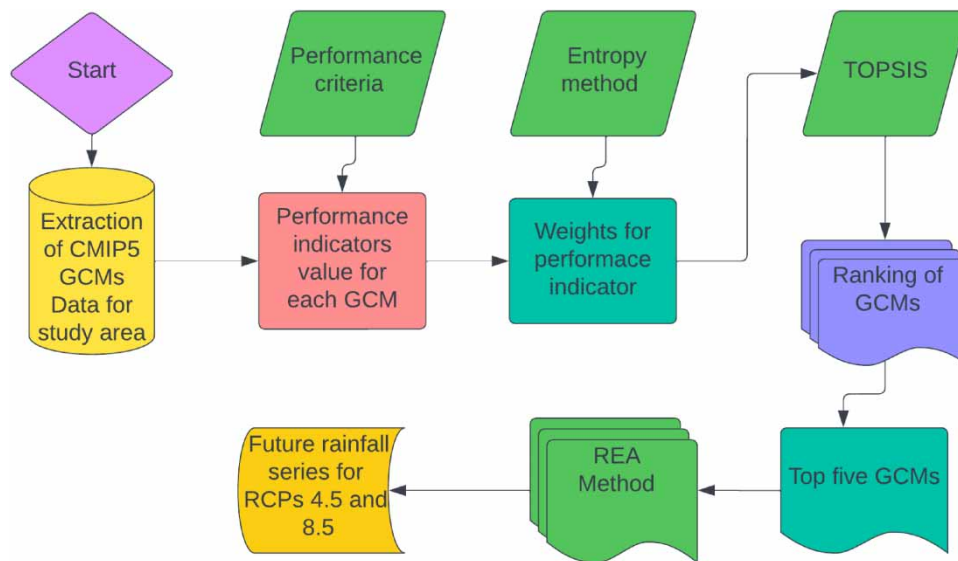 Start
Performance
criteria
Entropy
method
TOPSIS
Extraction
of CMIP5
GCMs
Data for
study area
Performance
indicators
value for
each GCM
Weights for
performace
indicator
Ranking of
GCMs
Future rainfall
series for
RCPs 4.5 and
8.5
REA
Method
Top five GCMs